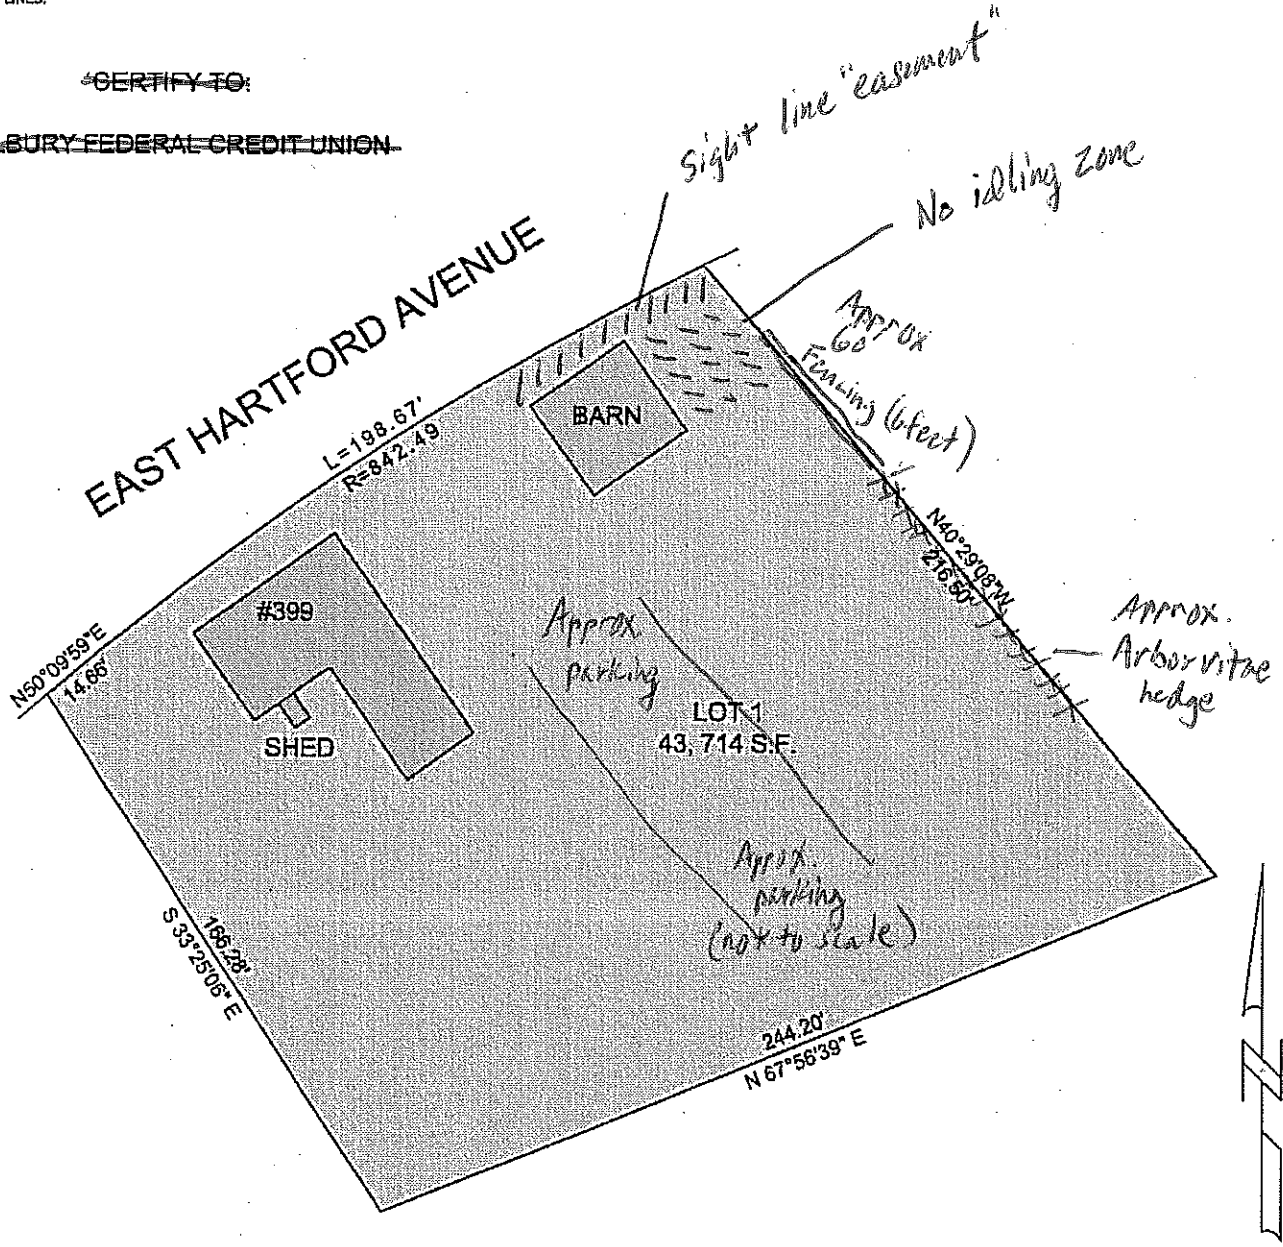 LINES.
"CERTIFY TO:
BURY FEDERAL CREDIT UNION
Sight line "easement"
No idling zone
EAST HARTFORD AVENUE
L=198.67'
R=842.49
BARN
Approx
60'
Fencing (6feet)
N40°29'08"W
216.50'
Approx.
Arborvitae
hedge
#399
N50°09'59"E
14.66'
SHED
Approx.
parking
LOT 1
43, 714 S.F.
Approx.
parking
(not to scale)
166.28'
S 33°25'06" E
244.20'
N 67°56'39" E
N